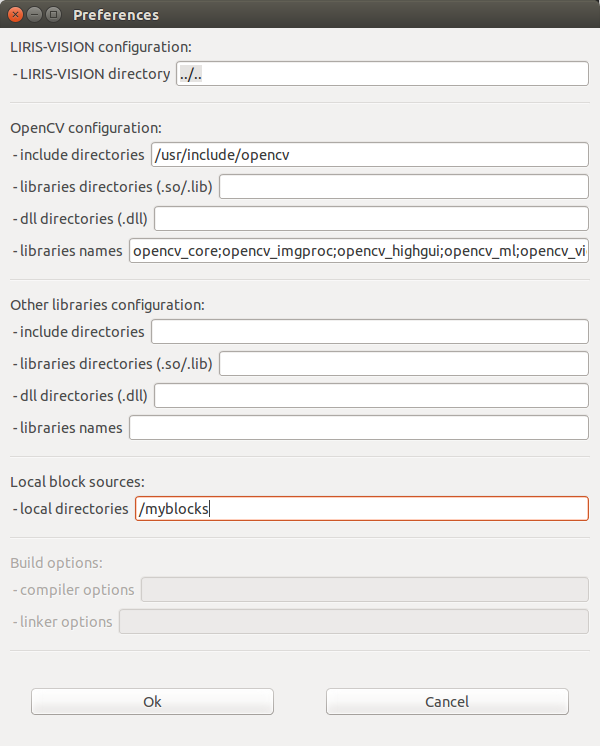 Preferences
LIRIS-VISION configuration:
- LIRIS-VISION directory ../..
OpenCV configuration:
- include directories /usr/include/opencv
- libraries directories (.so/.lib)
- dll directories (.dll)
- libraries names opencv_core;opencv_imgproc;opencv_highgui;opencv_ml;opencv_vi
Other libraries configuration:
- include directories
- libraries directories (.so/.lib)
- dll directories (.dll)
- libraries names
Local block sources:
- local directories /myblocks
Build options:
- compiler options
- linker options
Ok Cancel